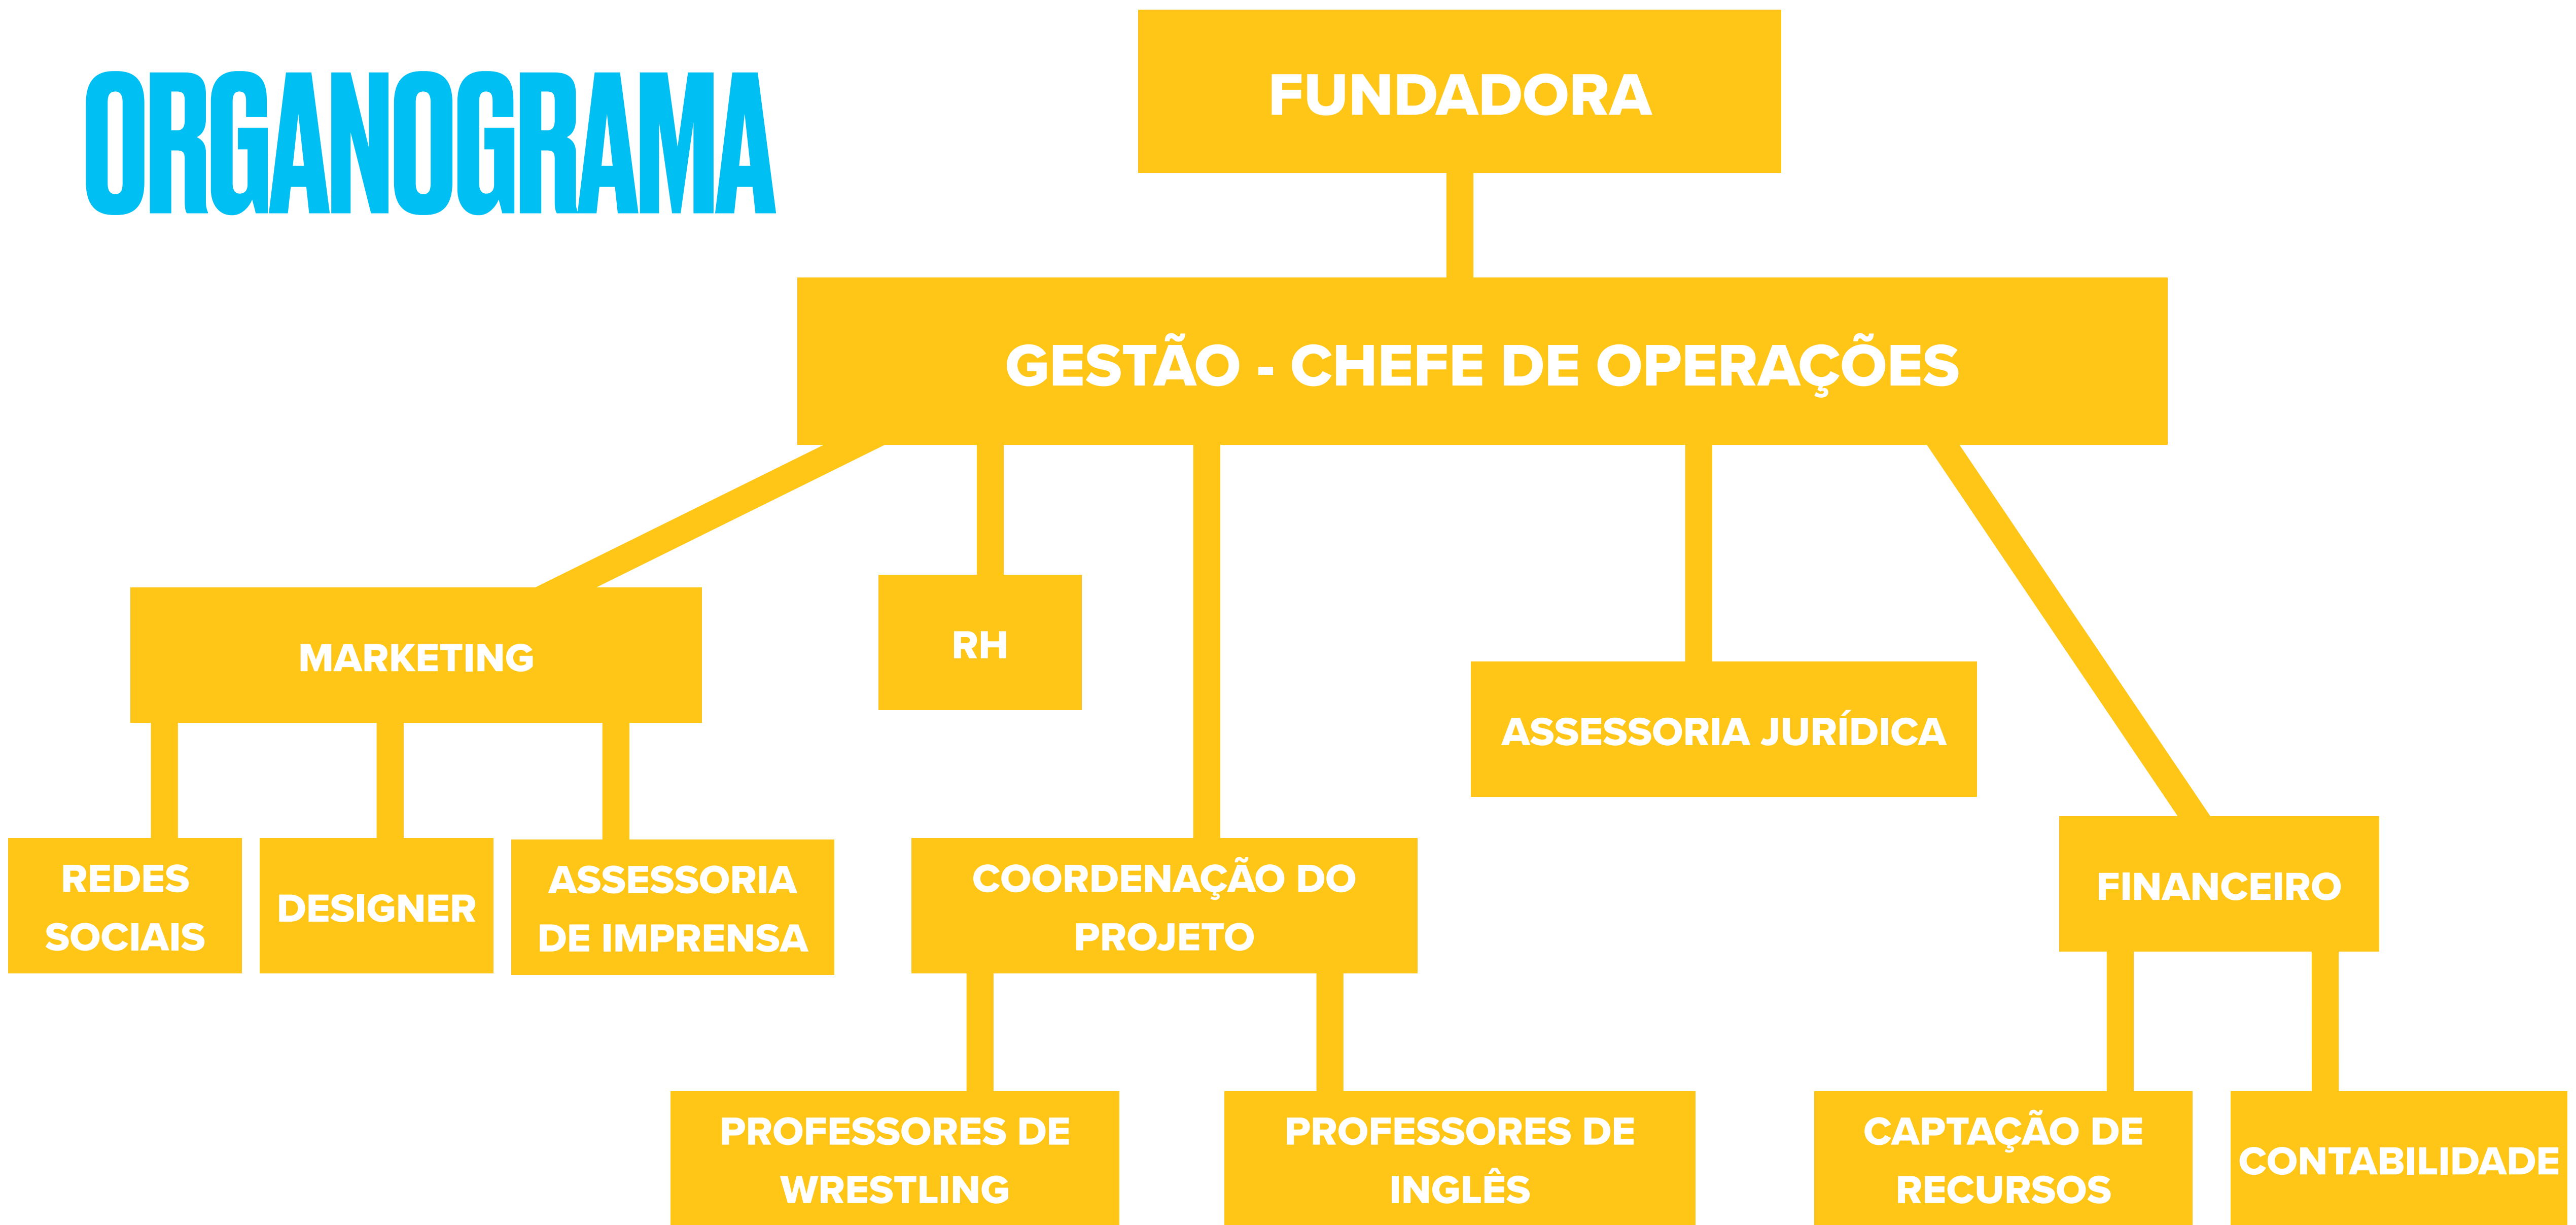 ORGANOGRAMA
FUNDADORA
GESTÃO - CHEFE DE OPERAÇÕES
MARKETING
RH
ASSESSORIA JURÍDICA
REDES
SOCIAIS
DESIGNER
ASSESSORIA
DE IMPRENSA
COORDENAÇÃO DO
PROJETO
FINANCEIRO
PROFESSORES DE
WRESTLING
PROFESSORES DE
INGLÊS
CAPTAÇÃO DE
RECURSOS
CONTABILIDADE